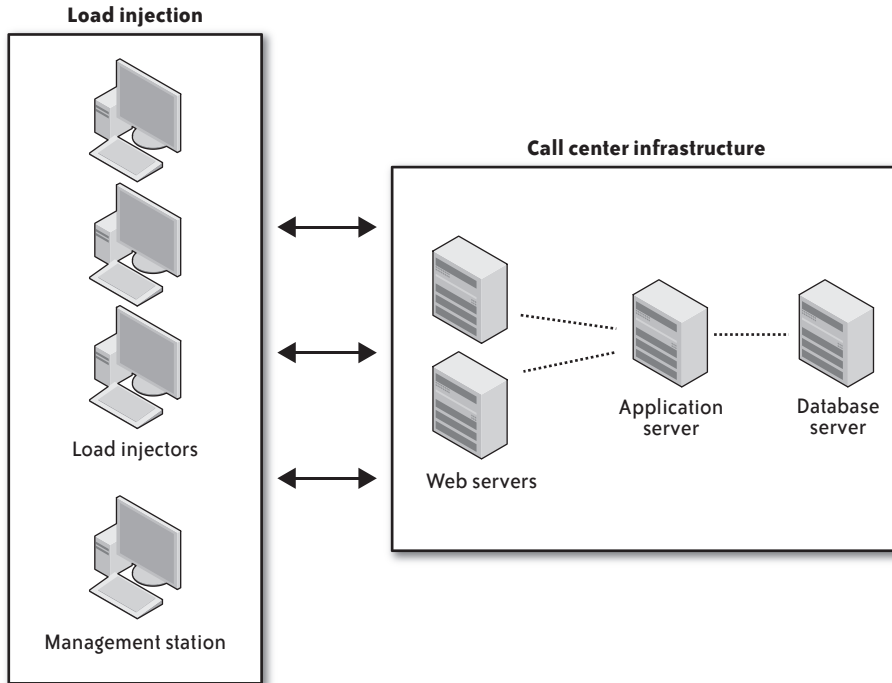 Load injection
Load injectors
Management station
Call center infrastructure
Web servers
Application
server
Database
server